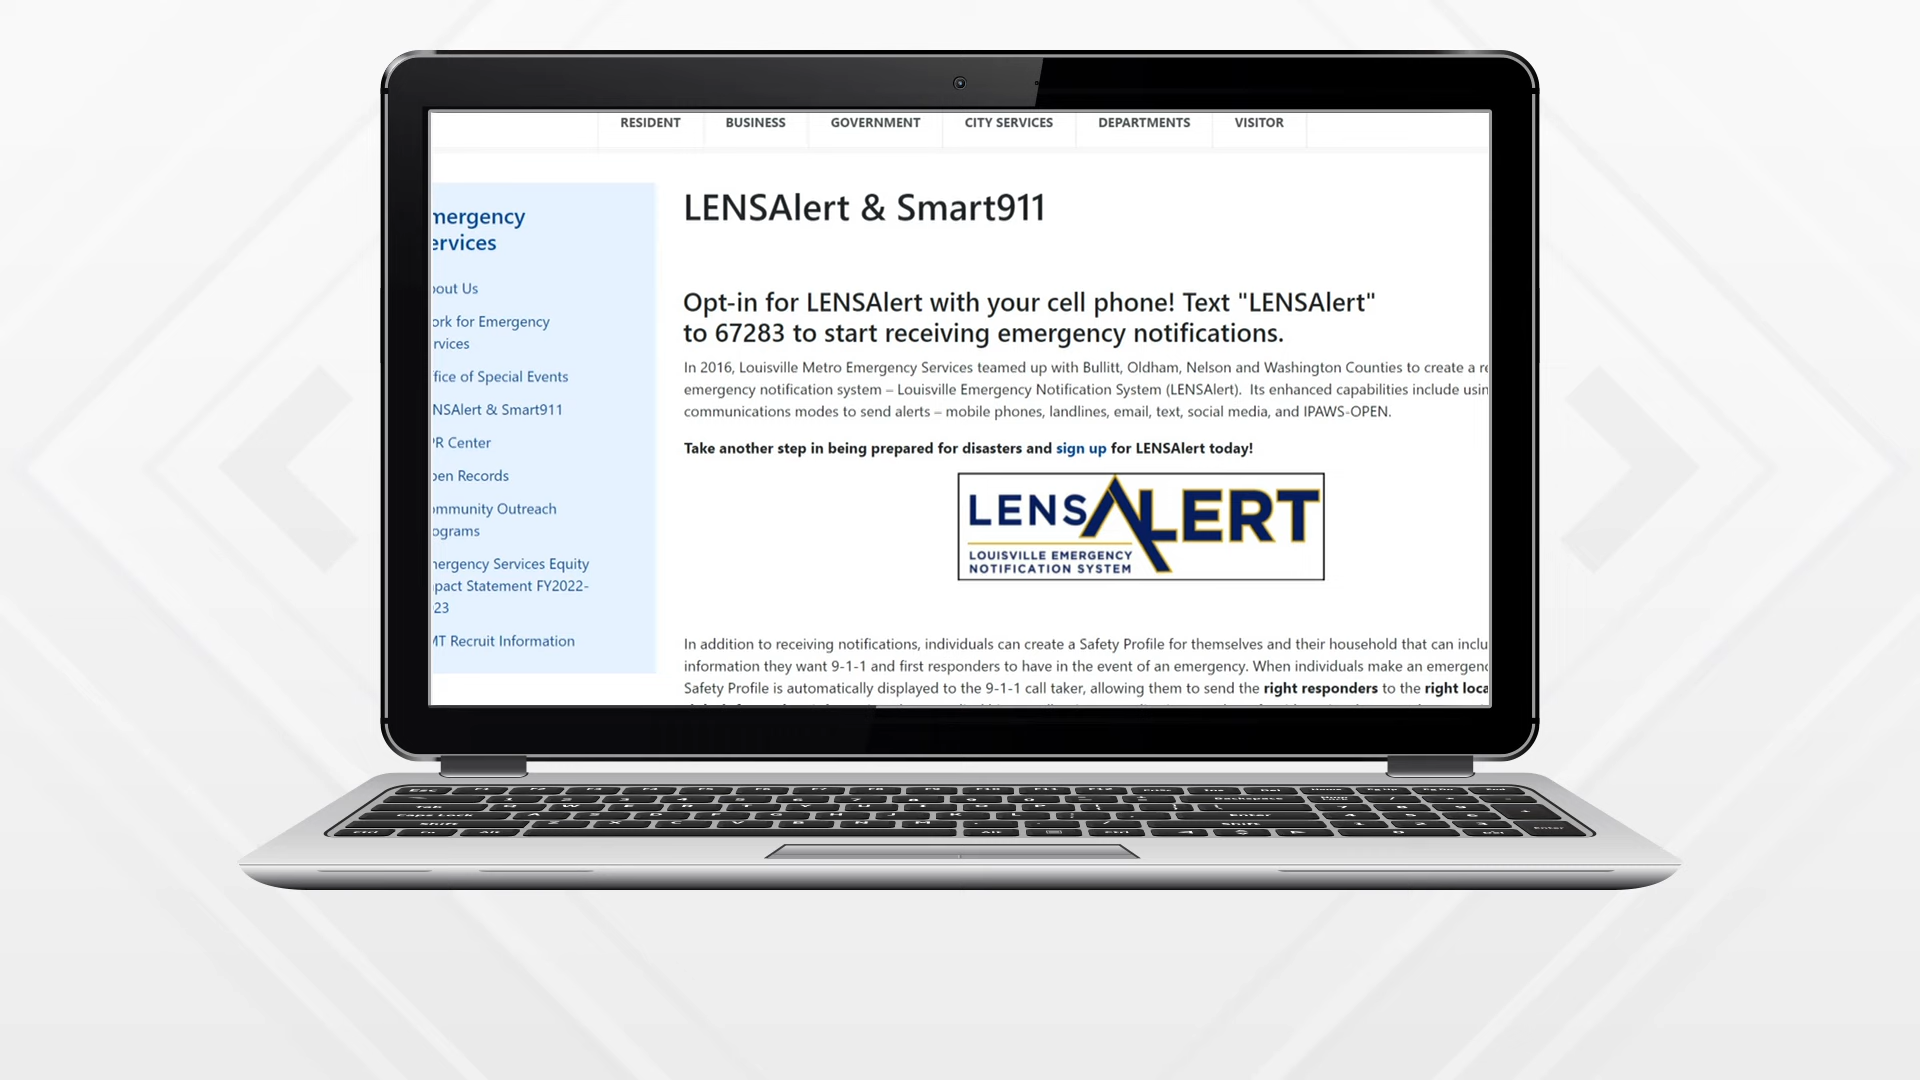 RESIDENT BUSINESS GOVERNMENT CITY SERVICES DEPARTMENTS VISITOR
mergency
ervices
out Us
ork for Emergency
rvices
fice of Special Events
NSAlert & Smart911
R Center
en Records
mmunity Outreach
ograms
ergency Services Equity
pact Statement FY2022-
23
MT Recruit Information
LENSAlert & Smart911
Opt-in for LENSAlert with your cell phone! Text "LENSAlert"
to 67283 to start receiving emergency notifications.
In 2016, Louisville Metro Emergency Services teamed up with Bullitt, Oldham, Nelson and Washington Counties to create a re
emergency notification system – Louisville Emergency Notification System (LENSAlert). Its enhanced capabilities include usin
communications modes to send alerts – mobile phones, landlines, email, text, social media, and IPAWS-OPEN.
Take another step in being prepared for disasters and sign up for LENSAlert today!
LENSALERT
LOUISVILLE EMERGENCY
NOTIFICATION SYSTEM
In addition to receiving notifications, individuals can create a Safety Profile for themselves and their household that can inclu
information they want 9-1-1 and first responders to have in the event of an emergency. When individuals make an emergenc
Safety Profile is automatically displayed to the 9-1-1 call taker, allowing them to send the right responders to the right loca